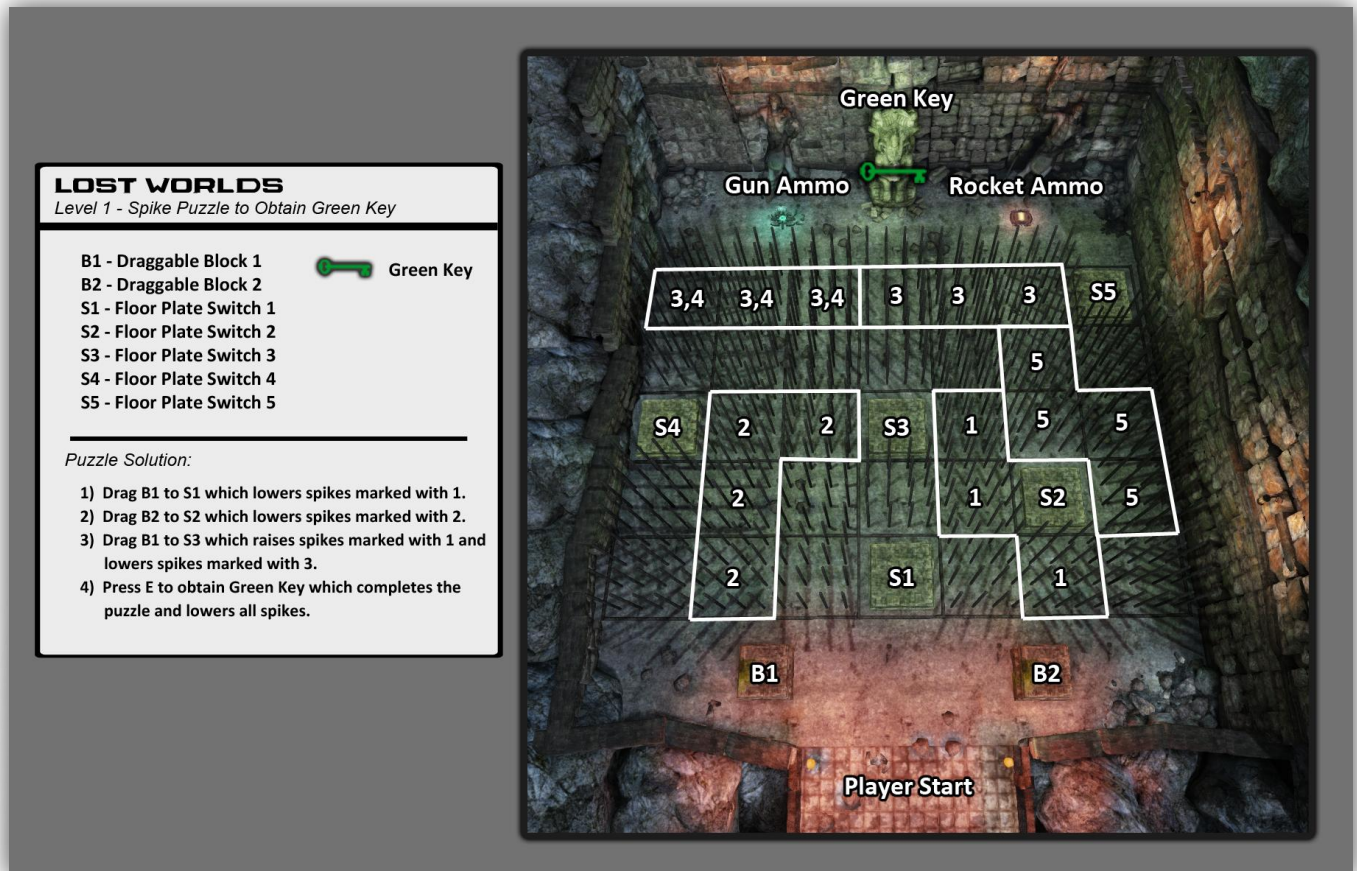 LOST WORLDS
Level 1 - Spike Puzzle to Obtain Green Key
B1 - Draggable Block 1
B2 - Draggable Block 2
S1 - Floor Plate Switch 1
S2 - Floor Plate Switch 2
S3 - Floor Plate Switch 3
S4 - Floor Plate Switch 4
S5 - Floor Plate Switch 5
Green Key
Puzzle Solution:
1) Drag B1 to S1 which lowers spikes marked with 1.
2) Drag B2 to S2 which lowers spikes marked with 2.
3) Drag B1 to S3 which raises spikes marked with 1 and
lowers spikes marked with 3.
4) Press E to obtain Green Key which completes the
puzzle and lowers all spikes.
Green Key
Gun Ammo Rocket Ammo
3,4 3,4 3,4 3 3 3 S5
5
S4 2 2 S3 1 5 5
2 1 S2 5
2 S1 1
B1 B2
Player Start